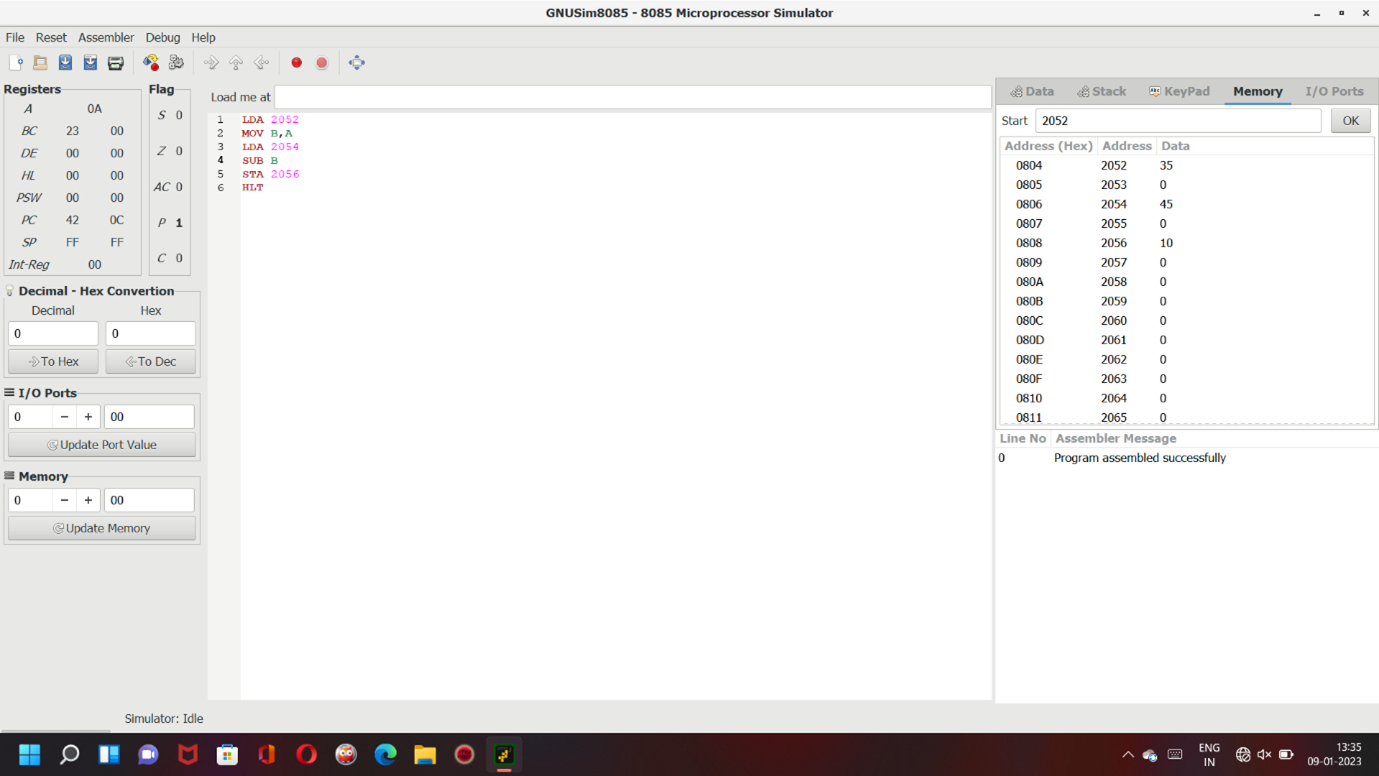 GNUSim8085 - 8085 Microprocessor Simulator
File Reset Assembler Debug Help
Registers
A 0A
BC 23 00
DE 00 00
HL 00 00
PSW 00 00
PC 42 0C
SP FF FF
Int-Reg 00
Flag
S 0
Z 0
AC 0
P 1
C 0
Decimal - Hex Convertion
Decimal Hex
0 0
To Hex To Dec
I/O Ports
0 − + 00
Update Port Value
Memory
0 − + 00
Update Memory
Load me at
1 LDA 2052
2 MOV B,A
3 LDA 2054
4 SUB B
5 STA 2056
6 HLT
Data Stack KeyPad Memory I/O Ports
Start 2052 OK
Address (Hex) Address Data
0804 2052 35
0805 2053 0
0806 2054 45
0807 2055 0
0808 2056 10
0809 2057 0
080A 2058 0
080B 2059 0
080C 2060 0
080D 2061 0
080E 2062 0
080F 2063 0
0810 2064 0
0811 2065 0
Line No Assembler Message
0 Program assembled successfully
Simulator: Idle
ENG
IN
13:35
09-01-2023